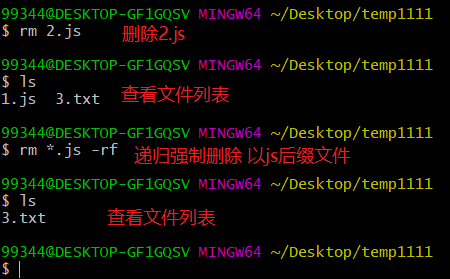 99344@DESKTOP-GF1GQSV MINGW64 ~/Desktop/temp1111
$ rm 2.js 删除2.js
99344@DESKTOP-GF1GQSV MINGW64 ~/Desktop/temp1111
$ ls
1.js 3.txt 查看文件列表
99344@DESKTOP-GF1GQSV MINGW64 ~/Desktop/temp1111
$ rm *.js -rf 递归强制删除 以js后缀文件
99344@DESKTOP-GF1GQSV MINGW64 ~/Desktop/temp1111
$ ls
3.txt 查看文件列表
99344@DESKTOP-GF1GQSV MINGW64 ~/Desktop/temp1111
$